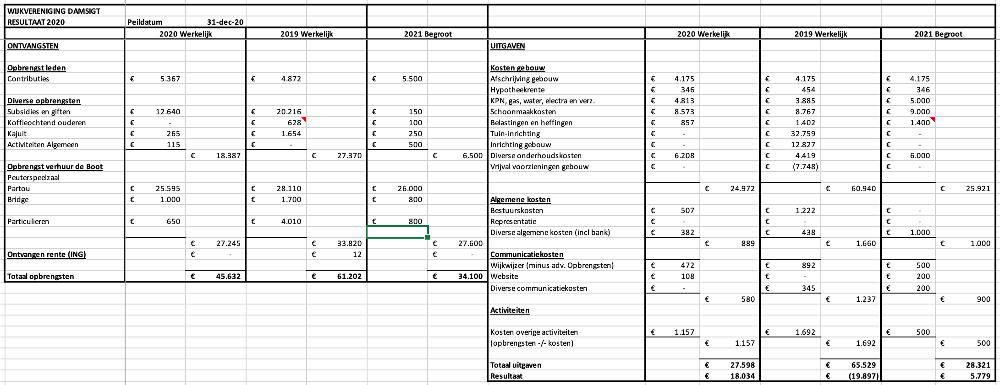 WIJKVERENIGING DAMSIGT
RESULTAAT 2020 Peildatum 31-dec-20
2020 Werkelijk 2019 Werkelijk 2021 Begroot
ONTVANGSTEN
Opbrengst leden
Contributies € 5.367 € 4.872 € 5.500
Diverse opbrengsten
Subsidies en giften € 12.640 € 20.216 € 150
Koffieochtend ouderen € - € 628 € 100
Kajuit € 265 € 1.654 € 250
Activiteiten Algemeen € 115 € - € 500
€ 18.387 € 27.370 € 6.500
Opbrengst verhuur de Boot
Peuterspeelzaal
Partou € 25.595 € 28.110 € 26.000
Bridge € 1.000 € 1.700 € 800
Particulieren € 650 € 4.010 € 800
€ 27.245 € 33.820 € 27.600
Ontvangen rente (ING) € - € 12 € -
Totaal opbrengsten € 45.632 € 61.202 € 34.100
2020 Werkelijk 2019 Werkelijk 2021 Begroot
UITGAVEN
Kosten gebouw
Afschrijving gebouw € 4.175 € 4.175 € 4.175
Hypotheekrente € 346 € 454 € 346
KPN, gas, water, electra en verz. € 4.813 € 3.885 € 5.000
Schoonmaakkosten € 8.573 € 8.767 € 9.000
Belastingen en heffingen € 857 € 1.402 € 1.400
Tuin-inrichting € - € 32.759 € -
Inrichting gebouw € - € 12.827 € -
Diverse onderhoudskosten € 6.208 € 4.419 € 6.000
Vrijval voorzieningen gebouw € - € (7.748) € -
€ 24.972 € 60.940 € 25.921
Algemene kosten
Bestuurskosten € 507 € 1.222 € -
Representatie € - € - € -
Diverse algemene kosten (incl bank) € 382 € 438 € 1.000
€ 889 € 1.660 € 1.000
Communicatiekosten
Wijkwijzer (minus adv. Opbrengsten) € 472 € 892 € 500
Website € 108 € - € 200
Diverse communicatiekosten € - € 345 € 200
€ 580 € 1.237 € 900
Activiteiten
Kosten overige activiteiten € 1.157 € 1.692 € 500
(opbrengsten -/- kosten) € 1.157 € 1.692 € 500
Totaal uitgaven € 27.598 € 65.529 € 28.321
Resultaat € 18.034 € (19.897) € 5.779